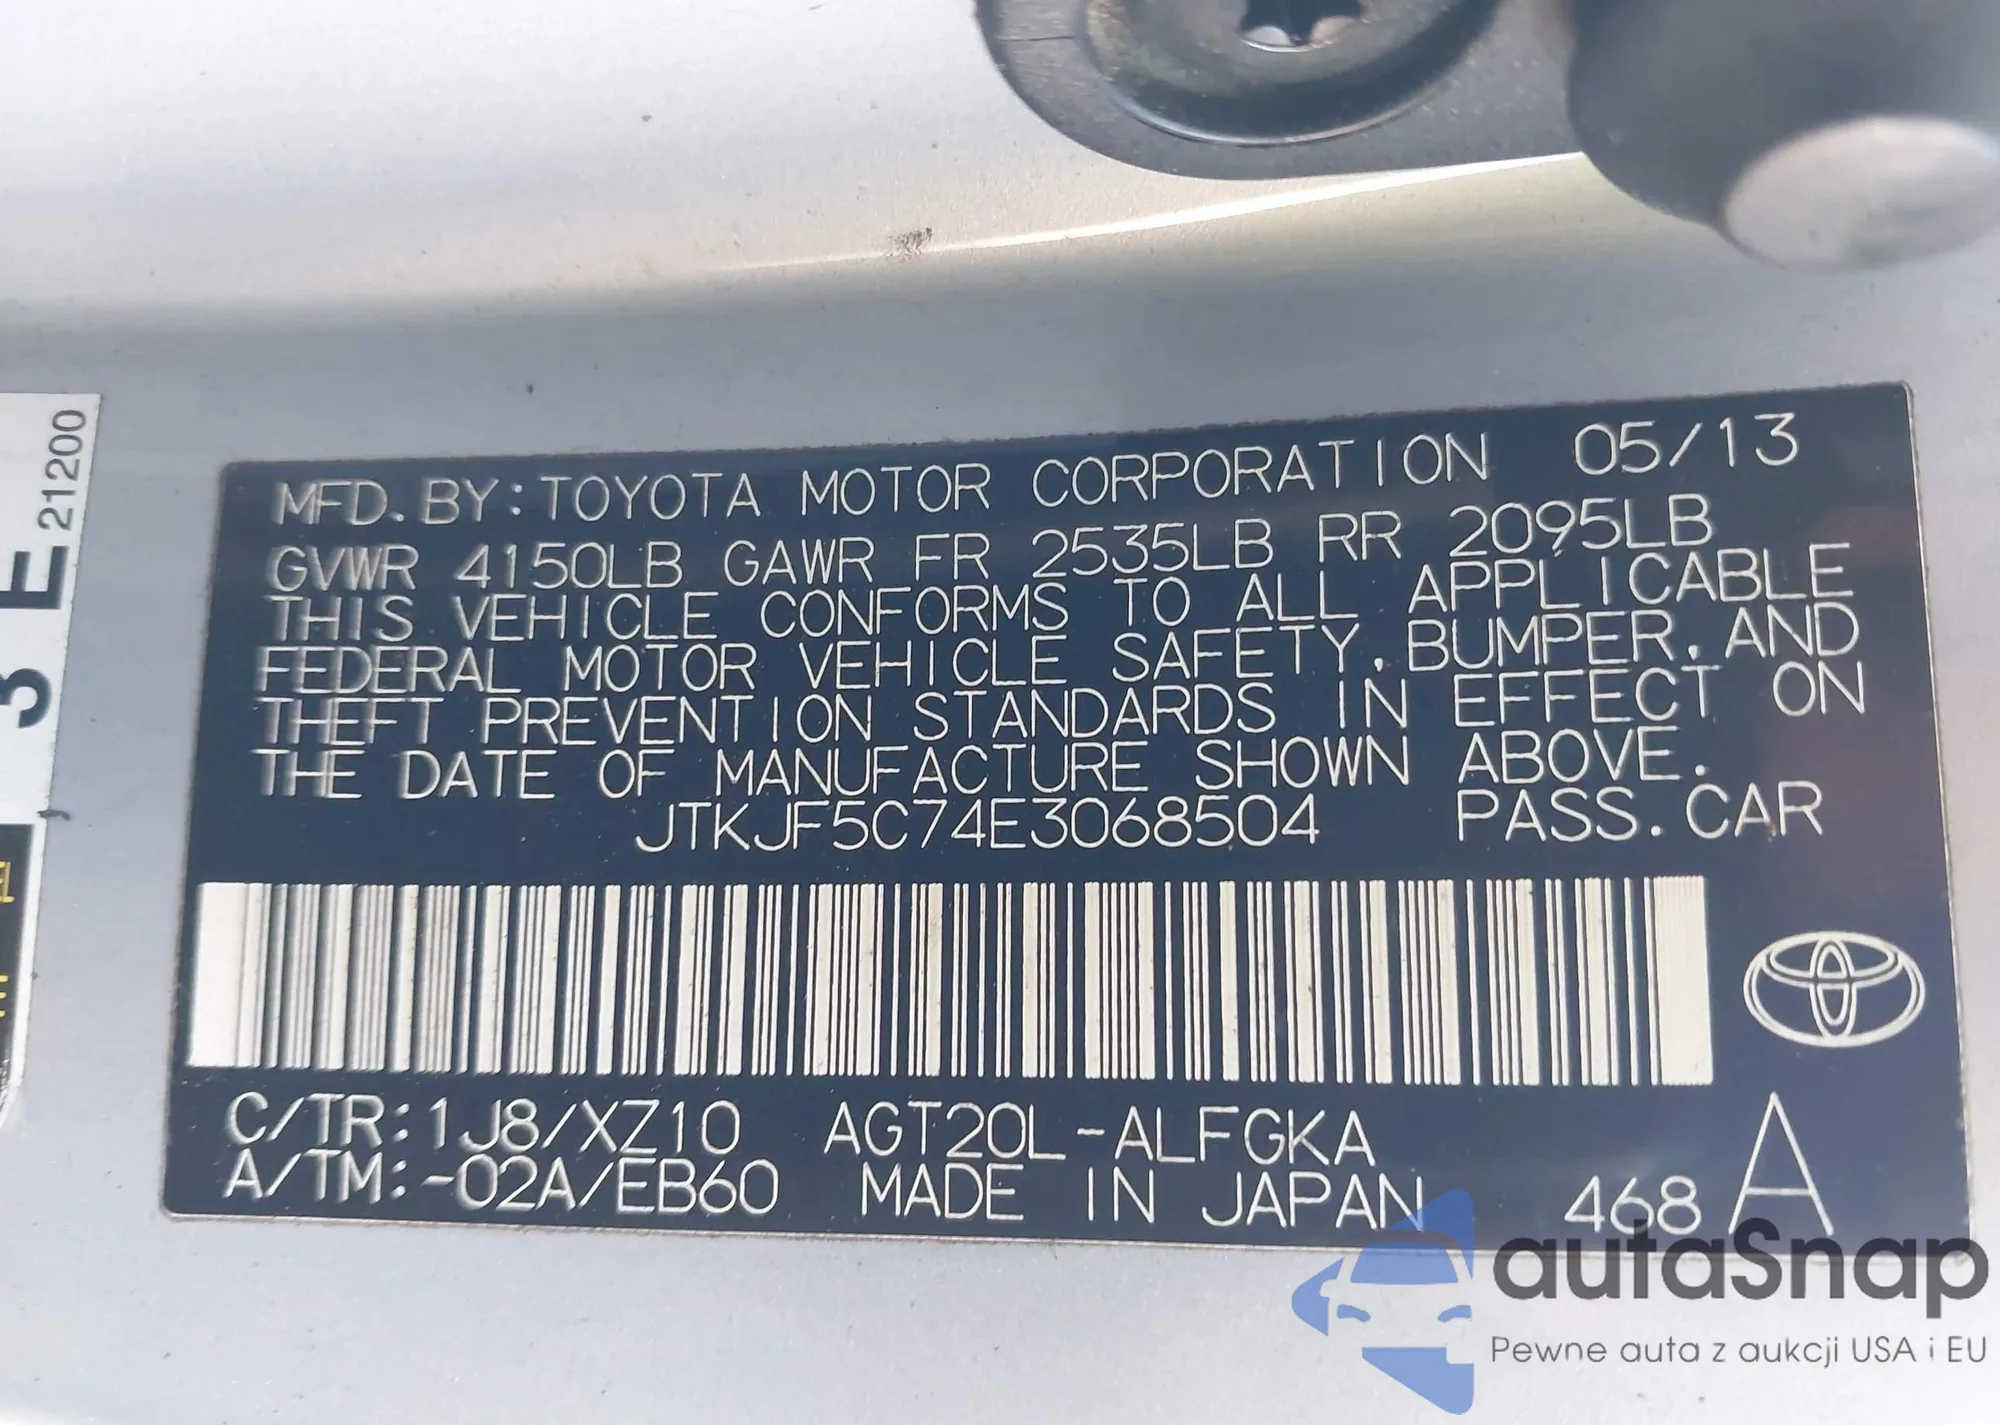 MFD. BY: TOYOTA MOTOR CORPORATION 05/13
GVWR 4150LB GAWR FR 2535LB RR 2095LB
THIS VEHICLE CONFORMS TO ALL APPLICABLE
FEDERAL MOTOR VEHICLE SAFETY, BUMPER, AND
THEFT PREVENTION STANDARDS IN EFFECT ON
THE DATE OF MANUFACTURE SHOWN ABOVE.
JTKJF5C74E3068504 PASS. CAR
C/TR: 1J8/XZ10 AGT20L-ALFGKA
A/TM: -02A/EB60 MADE IN JAPAN 468 A
3 E 21200
autaSnap
Pewne auta z aukcji USA i EU